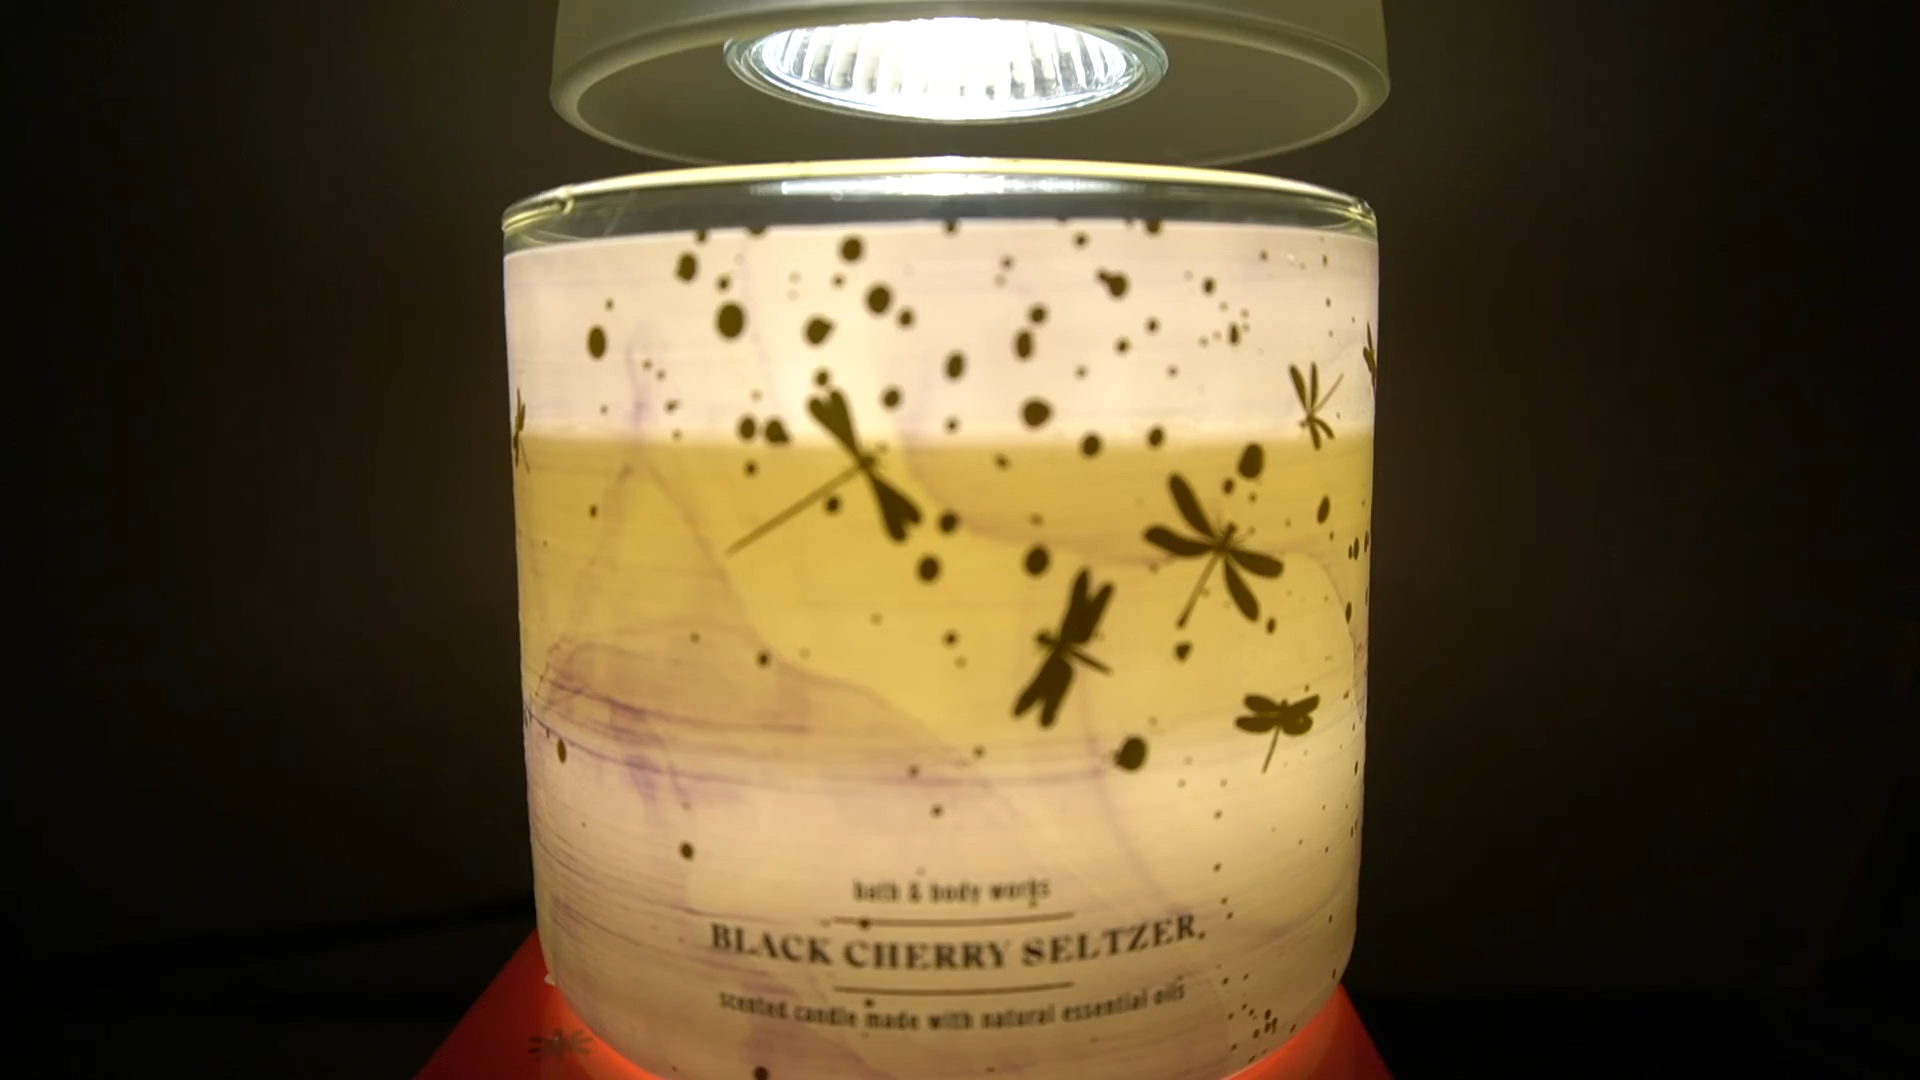 bath & body works
BLACK CHERRY SELTZER
scented candle made with natural essential oils